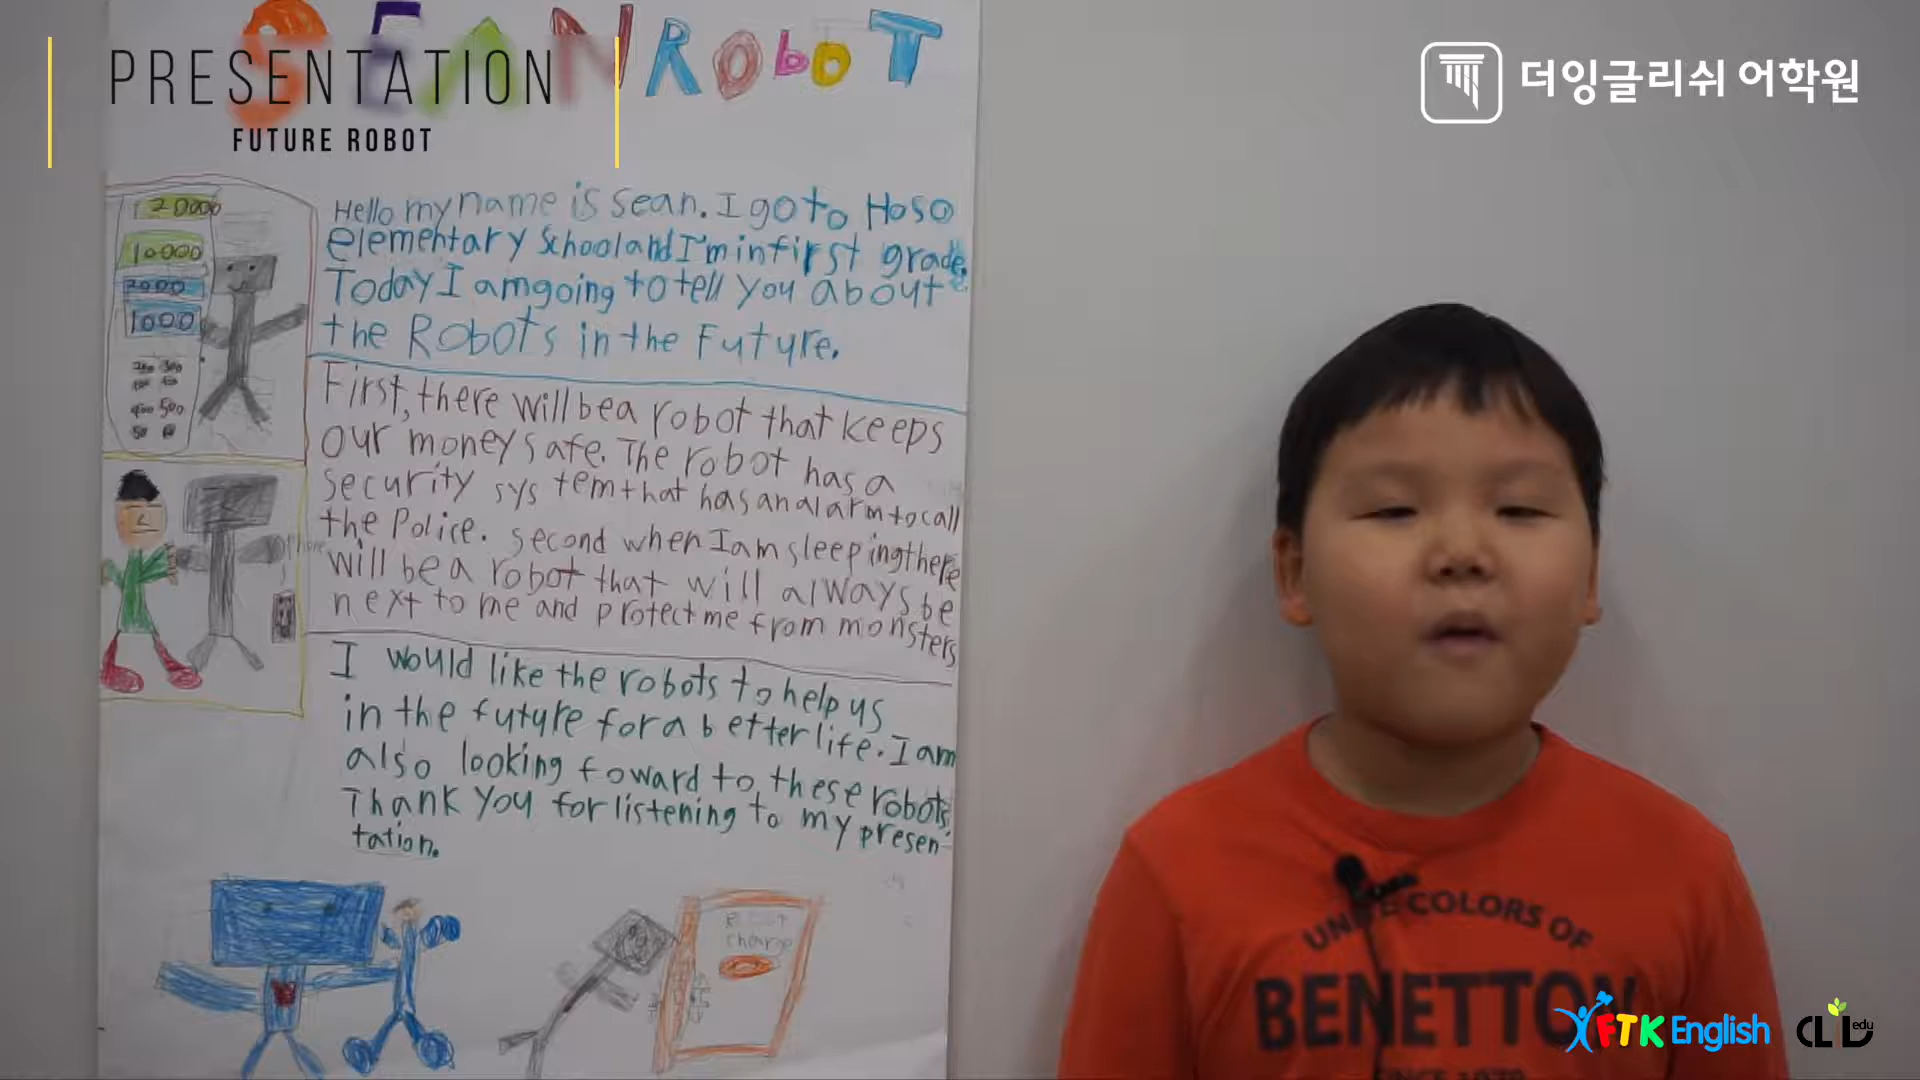 SEAN ROBOT
PRESENTATION
FUTURE ROBOT
더잉글리쉬 어학원
20000
10000
2000
1000
Hello my name is Sean. I go to Hoso
elementary School and I'm in first grade.
Today I am going to tell you about
the Robots in the Future.
First, there will be a robot that keeps
our money safe. The robot has a
security system that has an alarm to call
the Police. second when I am sleeping there
will be a robot that will always be
next to me and protect me from monsters
I would like the robots to help us
in the future for a better life. I am
also looking foward to these robots.
Thank you for listening to my presen-
tation.
charge
UNITED COLORS OF
BENETTON
FTK English
CLiD edu